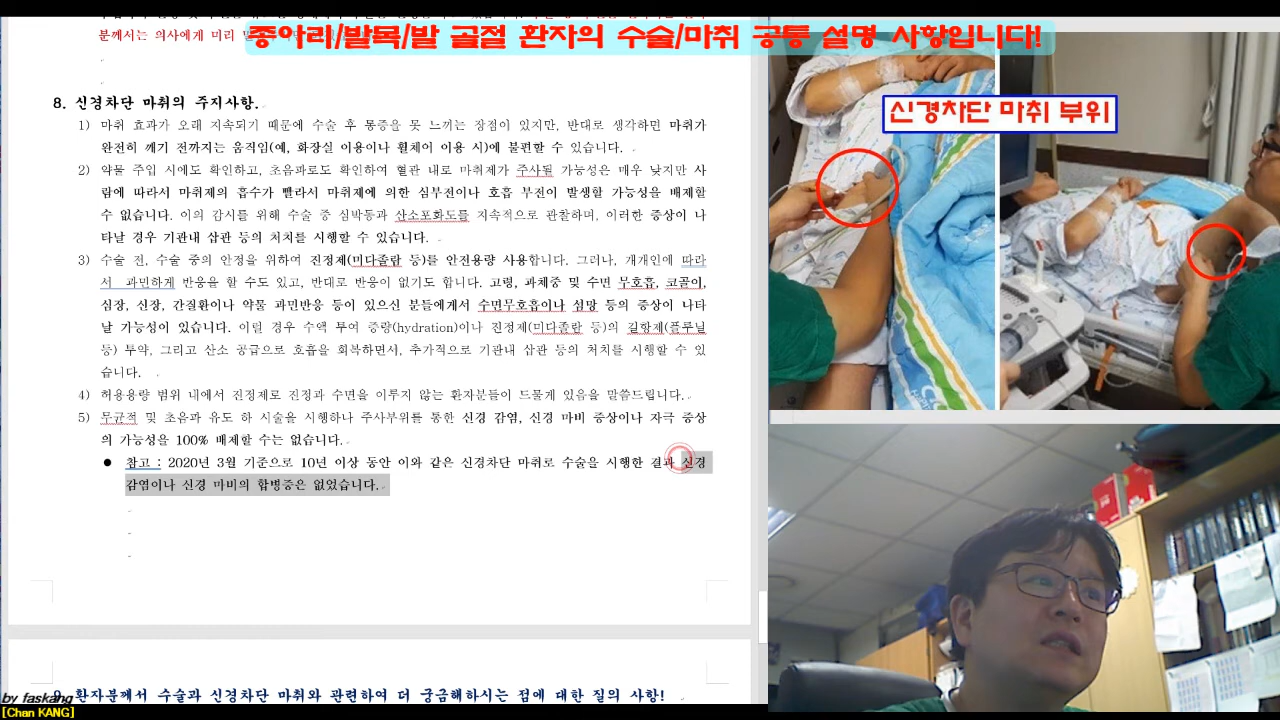 분께서는 의사에게 미리
종아리/발목/발 골절 환자의 수술/마취 공통 설명 사항입니다!
8. 신경차단 마취의 주지사항.
1) 마취 효과가 오래 지속되기 때문에 수술 후 통증을 못 느끼는 장점이 있지만, 반대로 생각하면 마취가
완전히 깨기 전까지는 움직임(예, 화장실 이용이나 휠체어 이용 시)에 불편할 수 있습니다.
2) 약물 주입 시에도 확인하고, 초음파로도 확인하여 혈관 내로 마취제가 주사될 가능성은 매우 낮지만 사
람에 따라서 마취제의 흡수가 빨라서 마취제에 의한 심부전이나 호흡 부전이 발생할 가능성을 배제할
수 없습니다. 이의 감시를 위해 수술 중 심박동과 산소포화도를 지속적으로 관찰하며, 이러한 증상이 나
타날 경우 기관내 삽관 등의 처치를 시행할 수 있습니다.
3) 수술 전, 수술 중의 안정을 위하여 진정제(미다졸람 등)를 안전용량 사용합니다. 그러나, 개개인에 따라
서 과민하게 반응을 할 수도 있고, 반대로 반응이 없기도 합니다. 고령, 과체중 및 수면 무호흡, 코골이,
심장, 신장, 간질환이나 약물 과민반응 등이 있으신 분들에게서 수면무호흡이나 섬망 등의 증상이 나타
날 가능성이 있습니다. 이럴 경우 수액 투여 증량(hydration)이나 진정제(미다졸람 등)의 길항제(플루닐
등) 투약, 그리고 산소 공급으로 호흡을 회복하면서, 추가적으로 기관내 삽관 등의 처치를 시행할 수 있
습니다.
4) 허용용량 범위 내에서 진정제로 진정과 수면을 이루지 않는 환자분들이 드물게 있음을 말씀드립니다.
5) 무균적 및 초음파 유도 하 시술을 시행하나 주사부위를 통한 신경 감염, 신경 마비 증상이나 자극 증상
의 가능성을 100% 배제할 수는 없습니다.
● 참고 : 2020년 3월 기준으로 10년 이상 동안 이와 같은 신경차단 마취로 수술을 시행한 결과 신경
감염이나 신경 마비의 합병증은 없었습니다.
9. 환자분께서 수술과 신경차단 마취와 관련하여 더 궁금해하시는 점에 대한 질의 사항!
by faskang
[Chan KANG]
신경차단 마취 부위